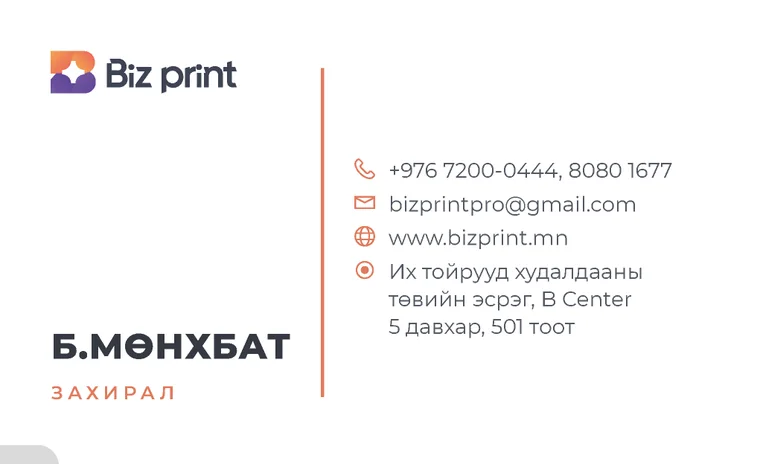 Biz print
+976 7200-0444, 8080 1677
bizprintpro@gmail.com
www.bizprint.mn
Их тойрууд худалдааны
төвийн эсрэг, B Center
5 давхар, 501 тоот
Б.МӨНХБАТ
ЗАХИРАЛ